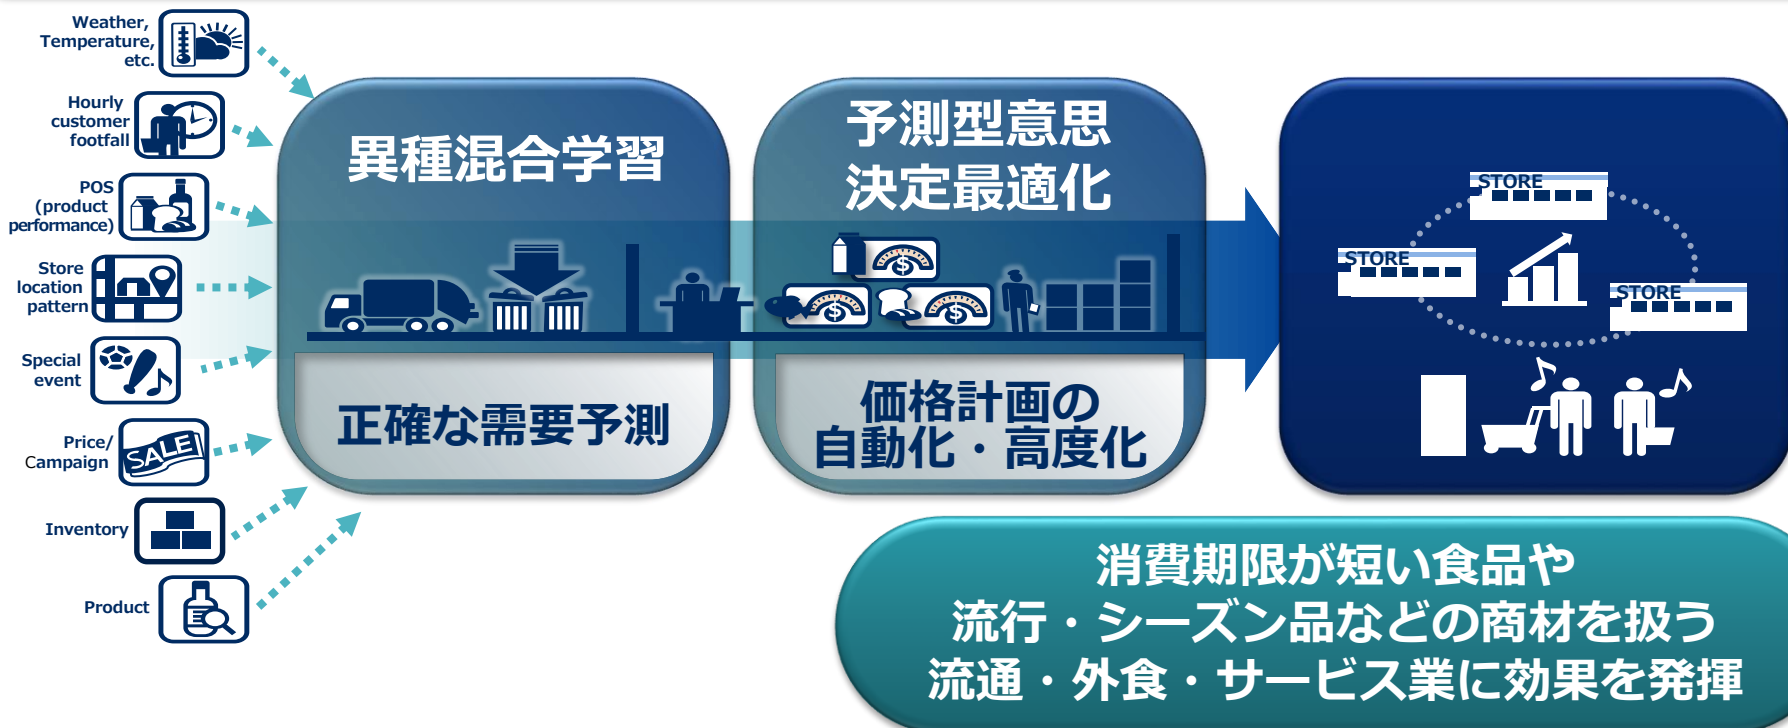 Weather,
Temperature,
etc.
Hourly
customer
footfall
POS
(product
performance)
Store
location
pattern
Special
event
Price/
Campaign
SALE
Inventory
Product
異種混合学習
正確な需要予測
予測型意思
決定最適化
$
$
$
価格計画の
自動化・高度化
STORE
STORE
STORE
消費期限が短い食品や
流行・シーズン品などの商材を扱う
流通・外食・サービス業に効果を発揮